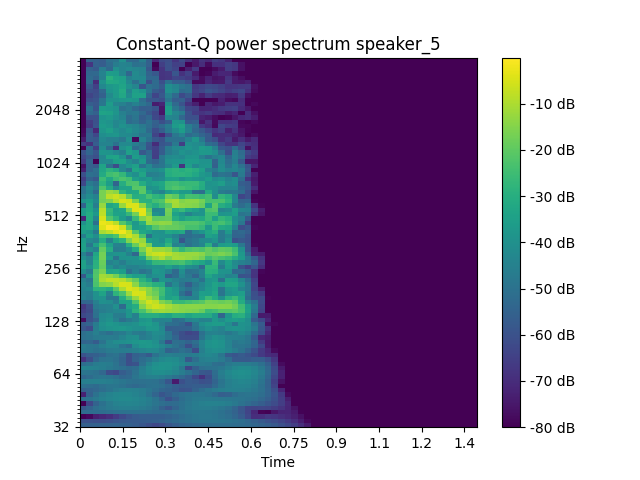 Constant-Q power spectrum speaker_5
2048
1024
512
256
128
64
32
Hz
0 0.15 0.3 0.45 0.6 0.75 0.9 1.1 1.2 1.4
Time
-10 dB
-20 dB
-30 dB
-40 dB
-50 dB
-60 dB
-70 dB
-80 dB